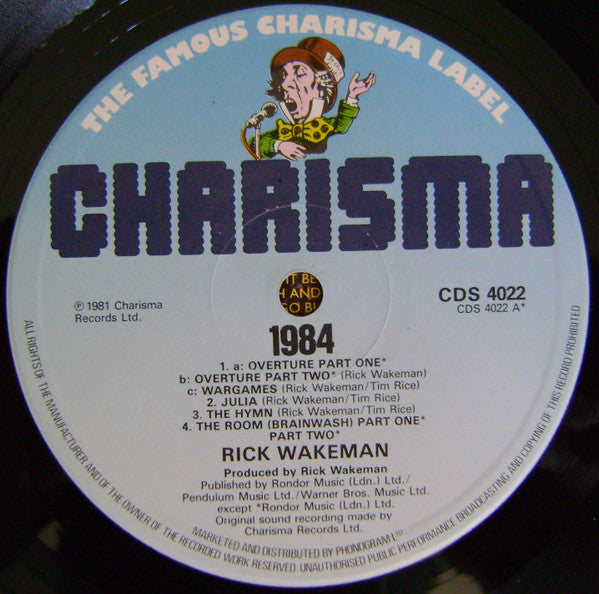 THE FAMOUS CHARISMA LABEL
CHARISMA
℗ 1981 Charisma
Records Ltd.
CDS 4022
CDS 4022 A*
1984
1. a: OVERTURE PART ONE*
b: OVERTURE PART TWO* (Rick Wakeman)
c: WARGAMES (Rick Wakeman/Tim Rice)
2. JULIA (Rick Wakeman/Tim Rice)
3. THE HYMN (Rick Wakeman/Tim Rice)
4. THE ROOM (BRAINWASH) PART ONE*
PART TWO*
RICK WAKEMAN
Produced by Rick Wakeman
Published by Rondor Music (Ldn.) Ltd./
Pendulum Music Ltd./Warner Bros. Music Ltd.
except *Rondor Music (Ldn.) Ltd.
Original sound recording made by
Charisma Records Ltd.
MARKETED AND DISTRIBUTED BY PHONOGRAM LTD
ALL RIGHTS OF THE MANUFACTURER AND OF THE OWNER OF THE RECORDED WORK RESERVED UNAUTHORISED PUBLIC PERFORMANCE BROADCASTING AND COPYING OF THIS RECORD PROHIBITED